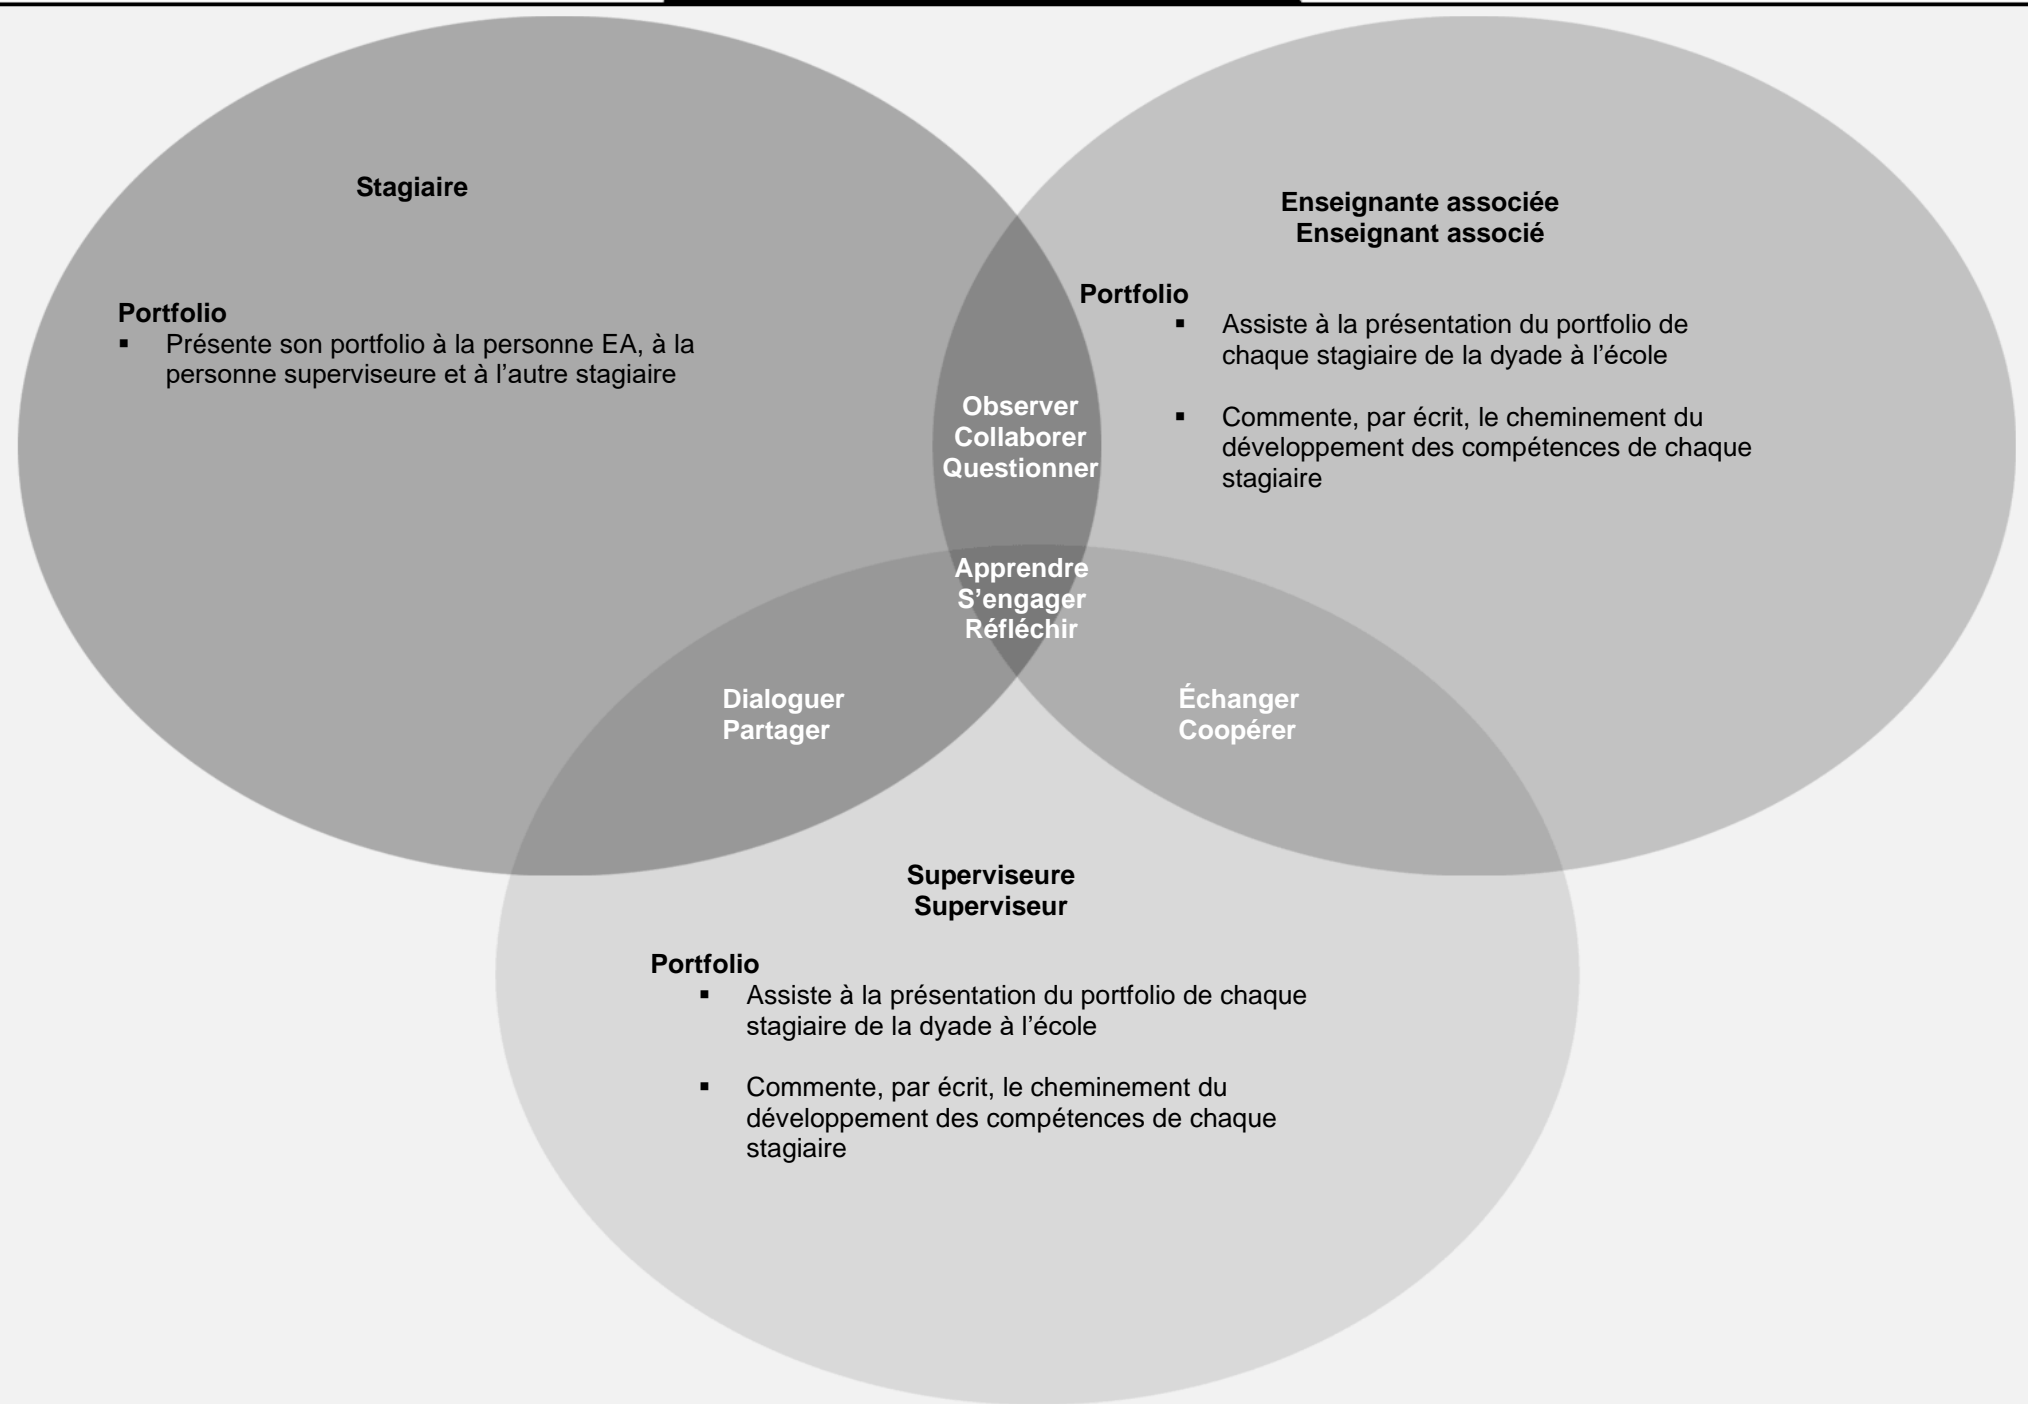 Stagiaire
Portfolio
▪ Présente son portfolio à la personne EA, à la
personne superviseure et à l’autre stagiaire
Enseignante associée
Enseignant associé
Portfolio
▪ Assiste à la présentation du portfolio de
chaque stagiaire de la dyade à l’école
▪ Commente, par écrit, le cheminement du
développement des compétences de chaque
stagiaire
Observer
Collaborer
Questionner
Apprendre
S’engager
Réfléchir
Dialoguer
Partager
Échanger
Coopérer
Superviseure
Superviseur
Portfolio
▪ Assiste à la présentation du portfolio de chaque
stagiaire de la dyade à l’école
▪ Commente, par écrit, le cheminement du
développement des compétences de chaque
stagiaire